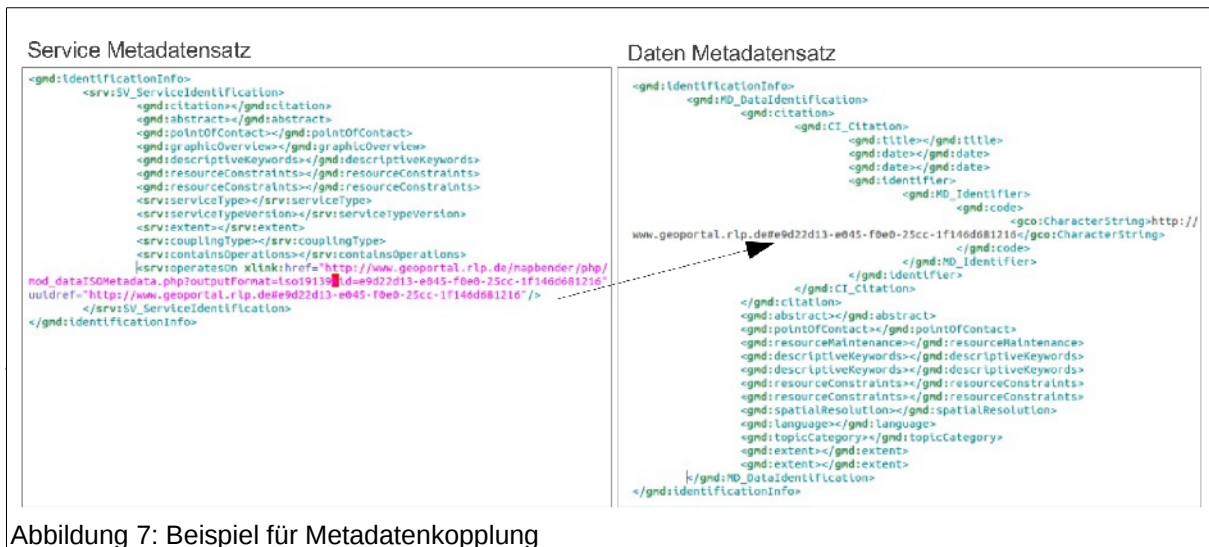 Service Metadatensatz
<gmd:identificationInfo>
<srv:SV_ServiceIdentification>
<gmd:citation></gmd:citation>
<gmd:abstract></gmd:abstract>
<gmd:pointOfContact></gmd:pointOfContact>
<gmd:graphicOverview></gmd:graphicOverview>
<gmd:descriptiveKeywords></gmd:descriptiveKeywords>
<gmd:resourceConstraints></gmd:resourceConstraints>
<gmd:resourceConstraints></gmd:resourceConstraints>
<srv:serviceType></srv:serviceType>
<srv:serviceTypeVersion></srv:serviceTypeVersion>
<srv:extent></srv:extent>
<srv:couplingType></srv:couplingType>
<srv:containsOperations></srv:containsOperations>
<srv:operatesOn xlink:href="http://www.geoportal.rlp.de/mapbender/php/
mod_dataISOMetadata.php?outputFormat=iso19139 id=e9d22d13-e045-f0e0-25cc-1f146d681216"
uuidref="http://www.geoportal.rlp.de#e9d22d13-e045-f0e0-25cc-1f146d681216"/>
</srv:SV_ServiceIdentification>
</gmd:identificationInfo>
Daten Metadatensatz
<gmd:identificationInfo>
<gmd:MD_DataIdentification>
<gmd:citation>
<gmd:CI_Citation>
<gmd:title></gmd:title>
<gmd:date></gmd:date>
<gmd:date></gmd:date>
<gmd:identifier>
<gmd:MD_Identifier>
<gmd:code>
<gco:CharacterString>http://
www.geoportal.rlp.de#e9d22d13-e045-f0e0-25cc-1f146d681216</gco:CharacterString>
</gmd:code>
</gmd:MD_Identifier>
</gmd:identifier>
</gmd:CI_Citation>
</gmd:citation>
<gmd:abstract></gmd:abstract>
<gmd:pointOfContact></gmd:pointOfContact>
<gmd:resourceMaintenance></gmd:resourceMaintenance>
<gmd:descriptiveKeywords></gmd:descriptiveKeywords>
<gmd:descriptiveKeywords></gmd:descriptiveKeywords>
<gmd:resourceConstraints></gmd:resourceConstraints>
<gmd:resourceConstraints></gmd:resourceConstraints>
<gmd:spatialResolution></gmd:spatialResolution>
<gmd:language></gmd:language>
<gmd:topicCategory></gmd:topicCategory>
<gmd:extent></gmd:extent>
<gmd:extent></gmd:extent>
</gmd:MD_DataIdentification>
</gmd:identificationInfo>
Abbildung 7: Beispiel für Metadatenkopplung